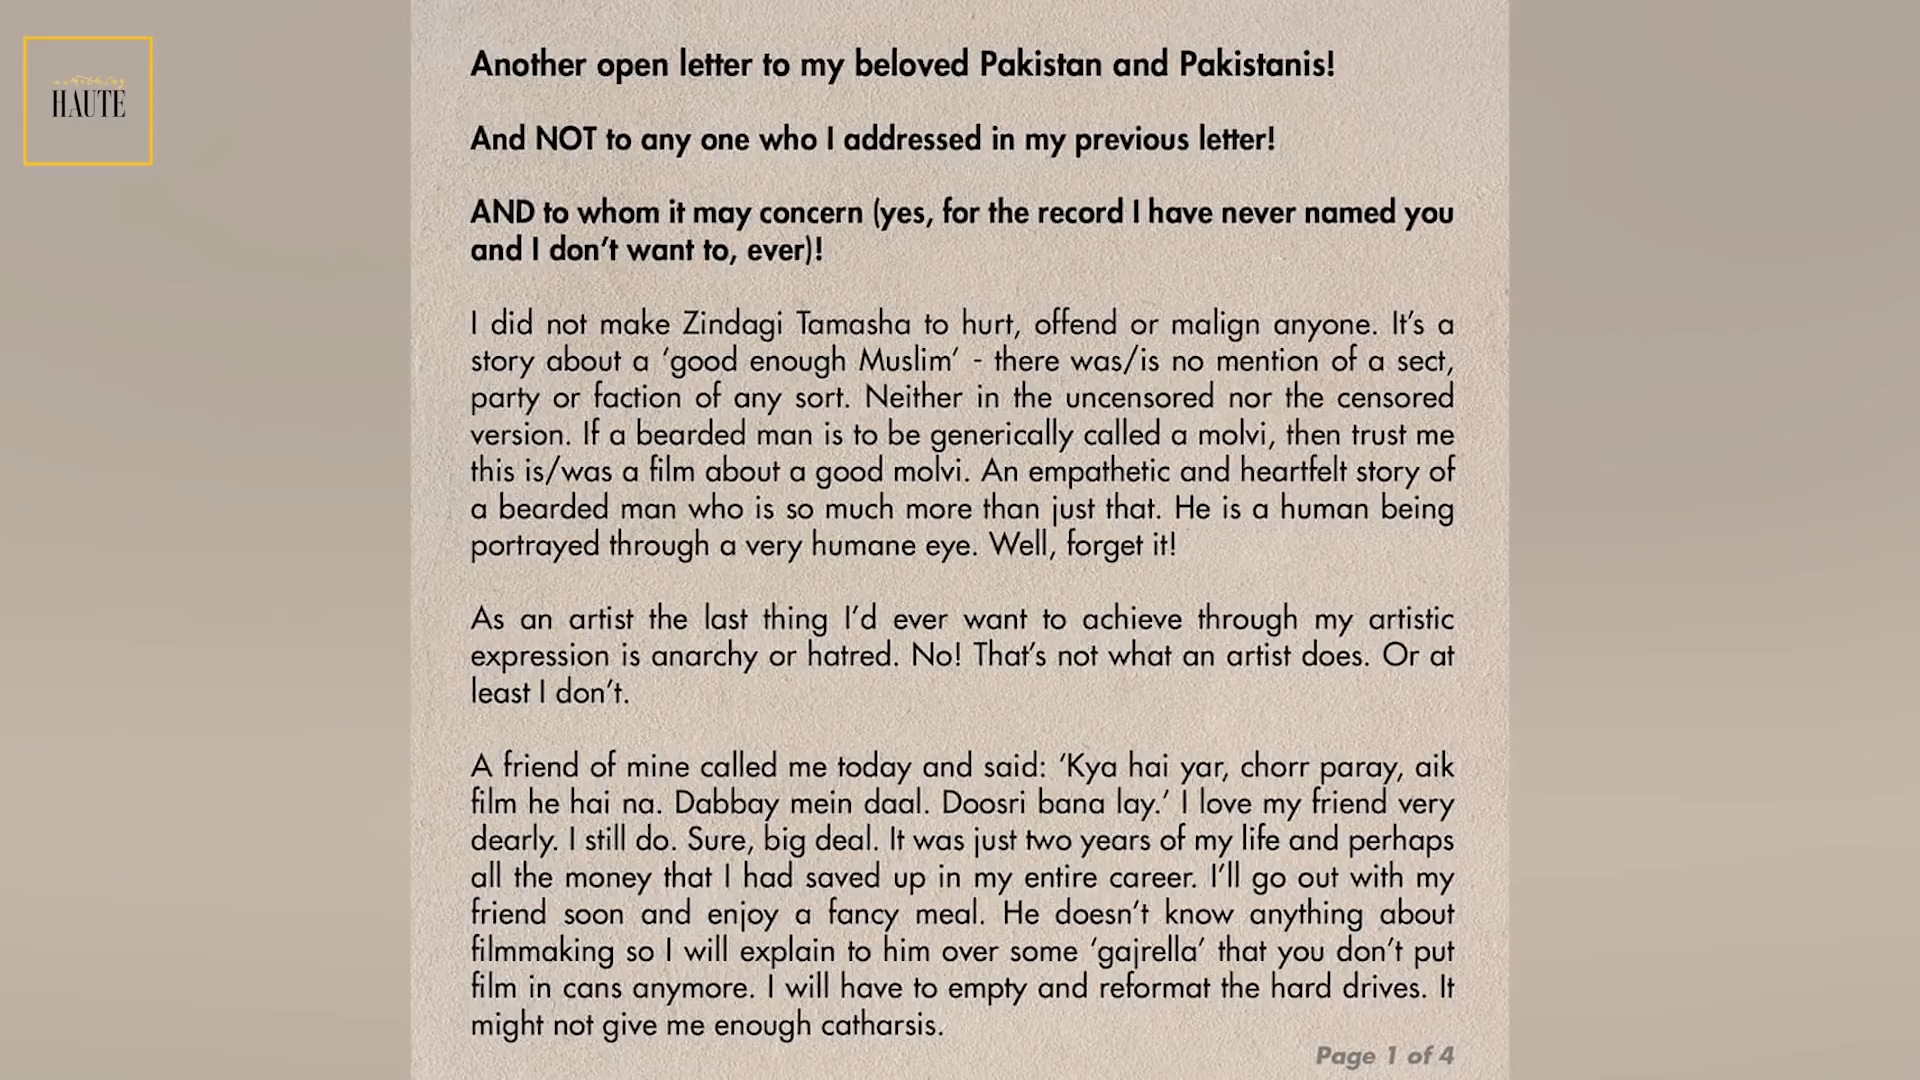 something
HAUTE
Another open letter to my beloved Pakistan and Pakistanis!
And NOT to any one who I addressed in my previous letter!
AND to whom it may concern (yes, for the record I have never named you
and I don't want to, ever)!
I did not make Zindagi Tamasha to hurt, offend or malign anyone. It's a
story about a 'good enough Muslim' - there was/is no mention of a sect,
party or faction of any sort. Neither in the uncensored nor the censored
version. If a bearded man is to be generically called a molvi, then trust me
this is/was a film about a good molvi. An empathetic and heartfelt story of
a bearded man who is so much more than just that. He is a human being
portrayed through a very humane eye. Well, forget it!
As an artist the last thing I'd ever want to achieve through my artistic
expression is anarchy or hatred. No! That's not what an artist does. Or at
least I don't.
A friend of mine called me today and said: 'Kya hai yar, chorr paray, aik
film he hai na. Dabbay mein daal. Doosri bana lay.' I love my friend very
dearly. I still do. Sure, big deal. It was just two years of my life and perhaps
all the money that I had saved up in my entire career. I'll go out with my
friend soon and enjoy a fancy meal. He doesn't know anything about
filmmaking so I will explain to him over some 'gajrella' that you don't put
film in cans anymore. I will have to empty and reformat the hard drives. It
might not give me enough catharsis.
Page 1 of 4